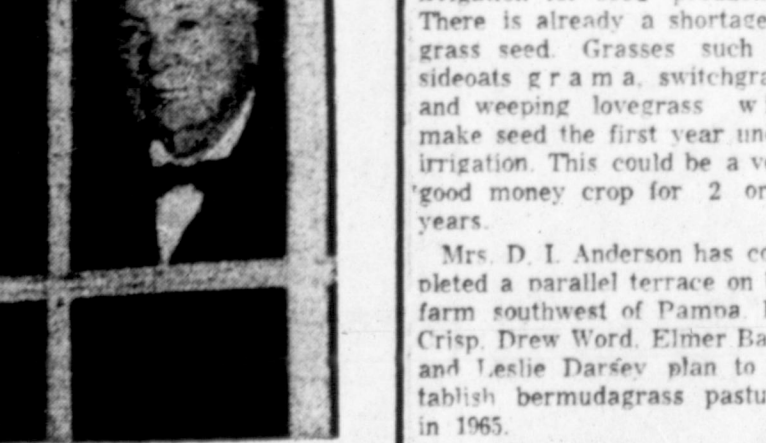 There is already a shortage
grass seed. Grasses such
sideoats g r a m a, switchgra
and weeping lovegrass w
make seed the first year un
irrigation. This could be a v
good money crop for 2 or
years.
Mrs. D. I. Anderson has co
pleted a parallel terrace on
farm southwest of Pampa.
Crisp, Drew Word, Elmer Ba
and Leslie Darsey plan to
tablish bermudagrass pastu
in 1965.